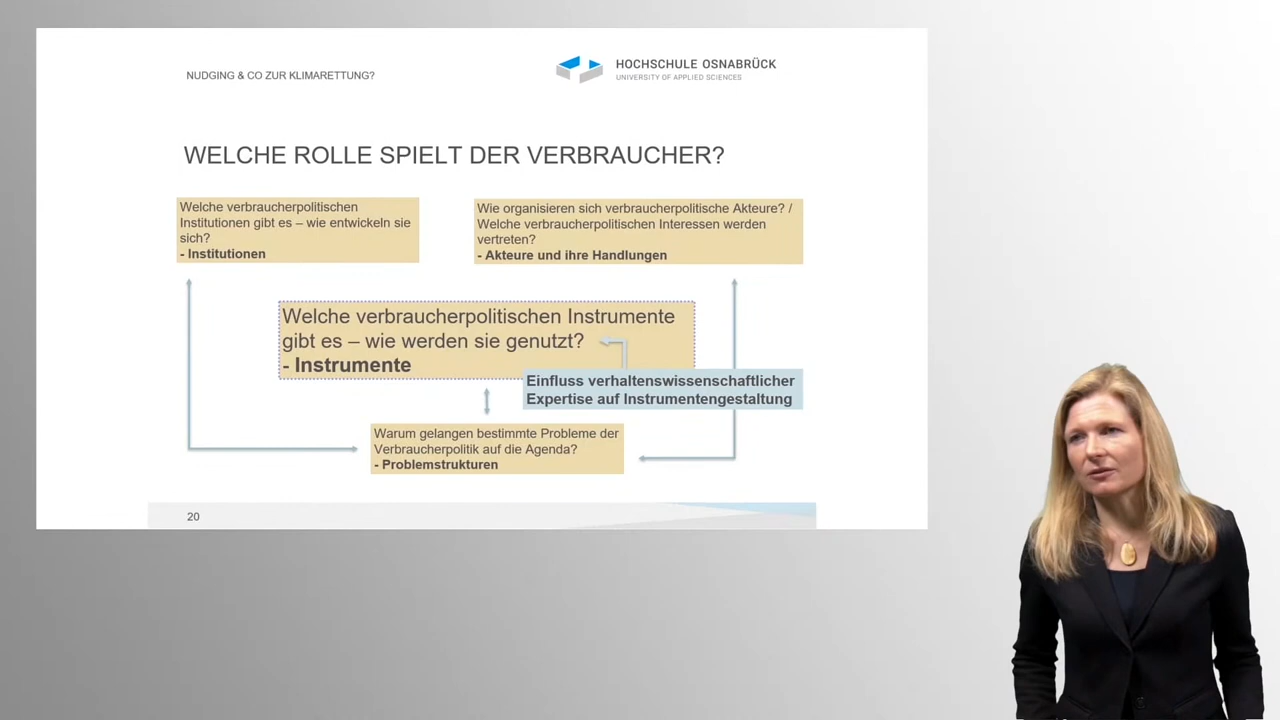 NUDGING & CO ZUR KLIMARETTUNG?
HOCHSCHULE OSNABRÜCK
UNIVERSITY OF APPLIED SCIENCES
WELCHE ROLLE SPIELT DER VERBRAUCHER?
Welche verbraucherpolitischen
Institutionen gibt es – wie entwickeln sie
sich?
- Institutionen
Wie organisieren sich verbraucherpolitische Akteure? /
Welche verbraucherpolitischen Interessen werden
vertreten?
- Akteure und ihre Handlungen
Welche verbraucherpolitischen Instrumente
gibt es – wie werden sie genutzt?
- Instrumente
Einfluss verhaltenswissenschaftlicher
Expertise auf Instrumentengestaltung
Warum gelangen bestimmte Probleme der
Verbraucherpolitik auf die Agenda?
- Problemstrukturen
20